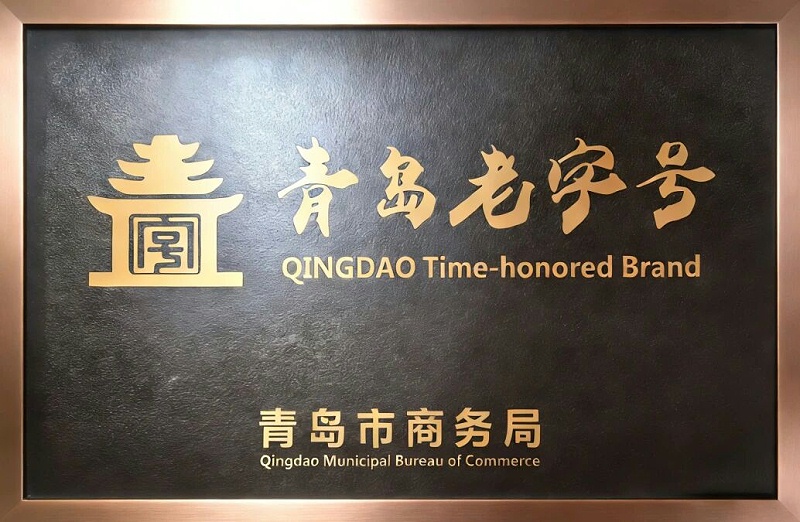 青岛老字号
QINGDAO Time-honored Brand
青岛市商务局
Qingdao Municipal Bureau of Commerce